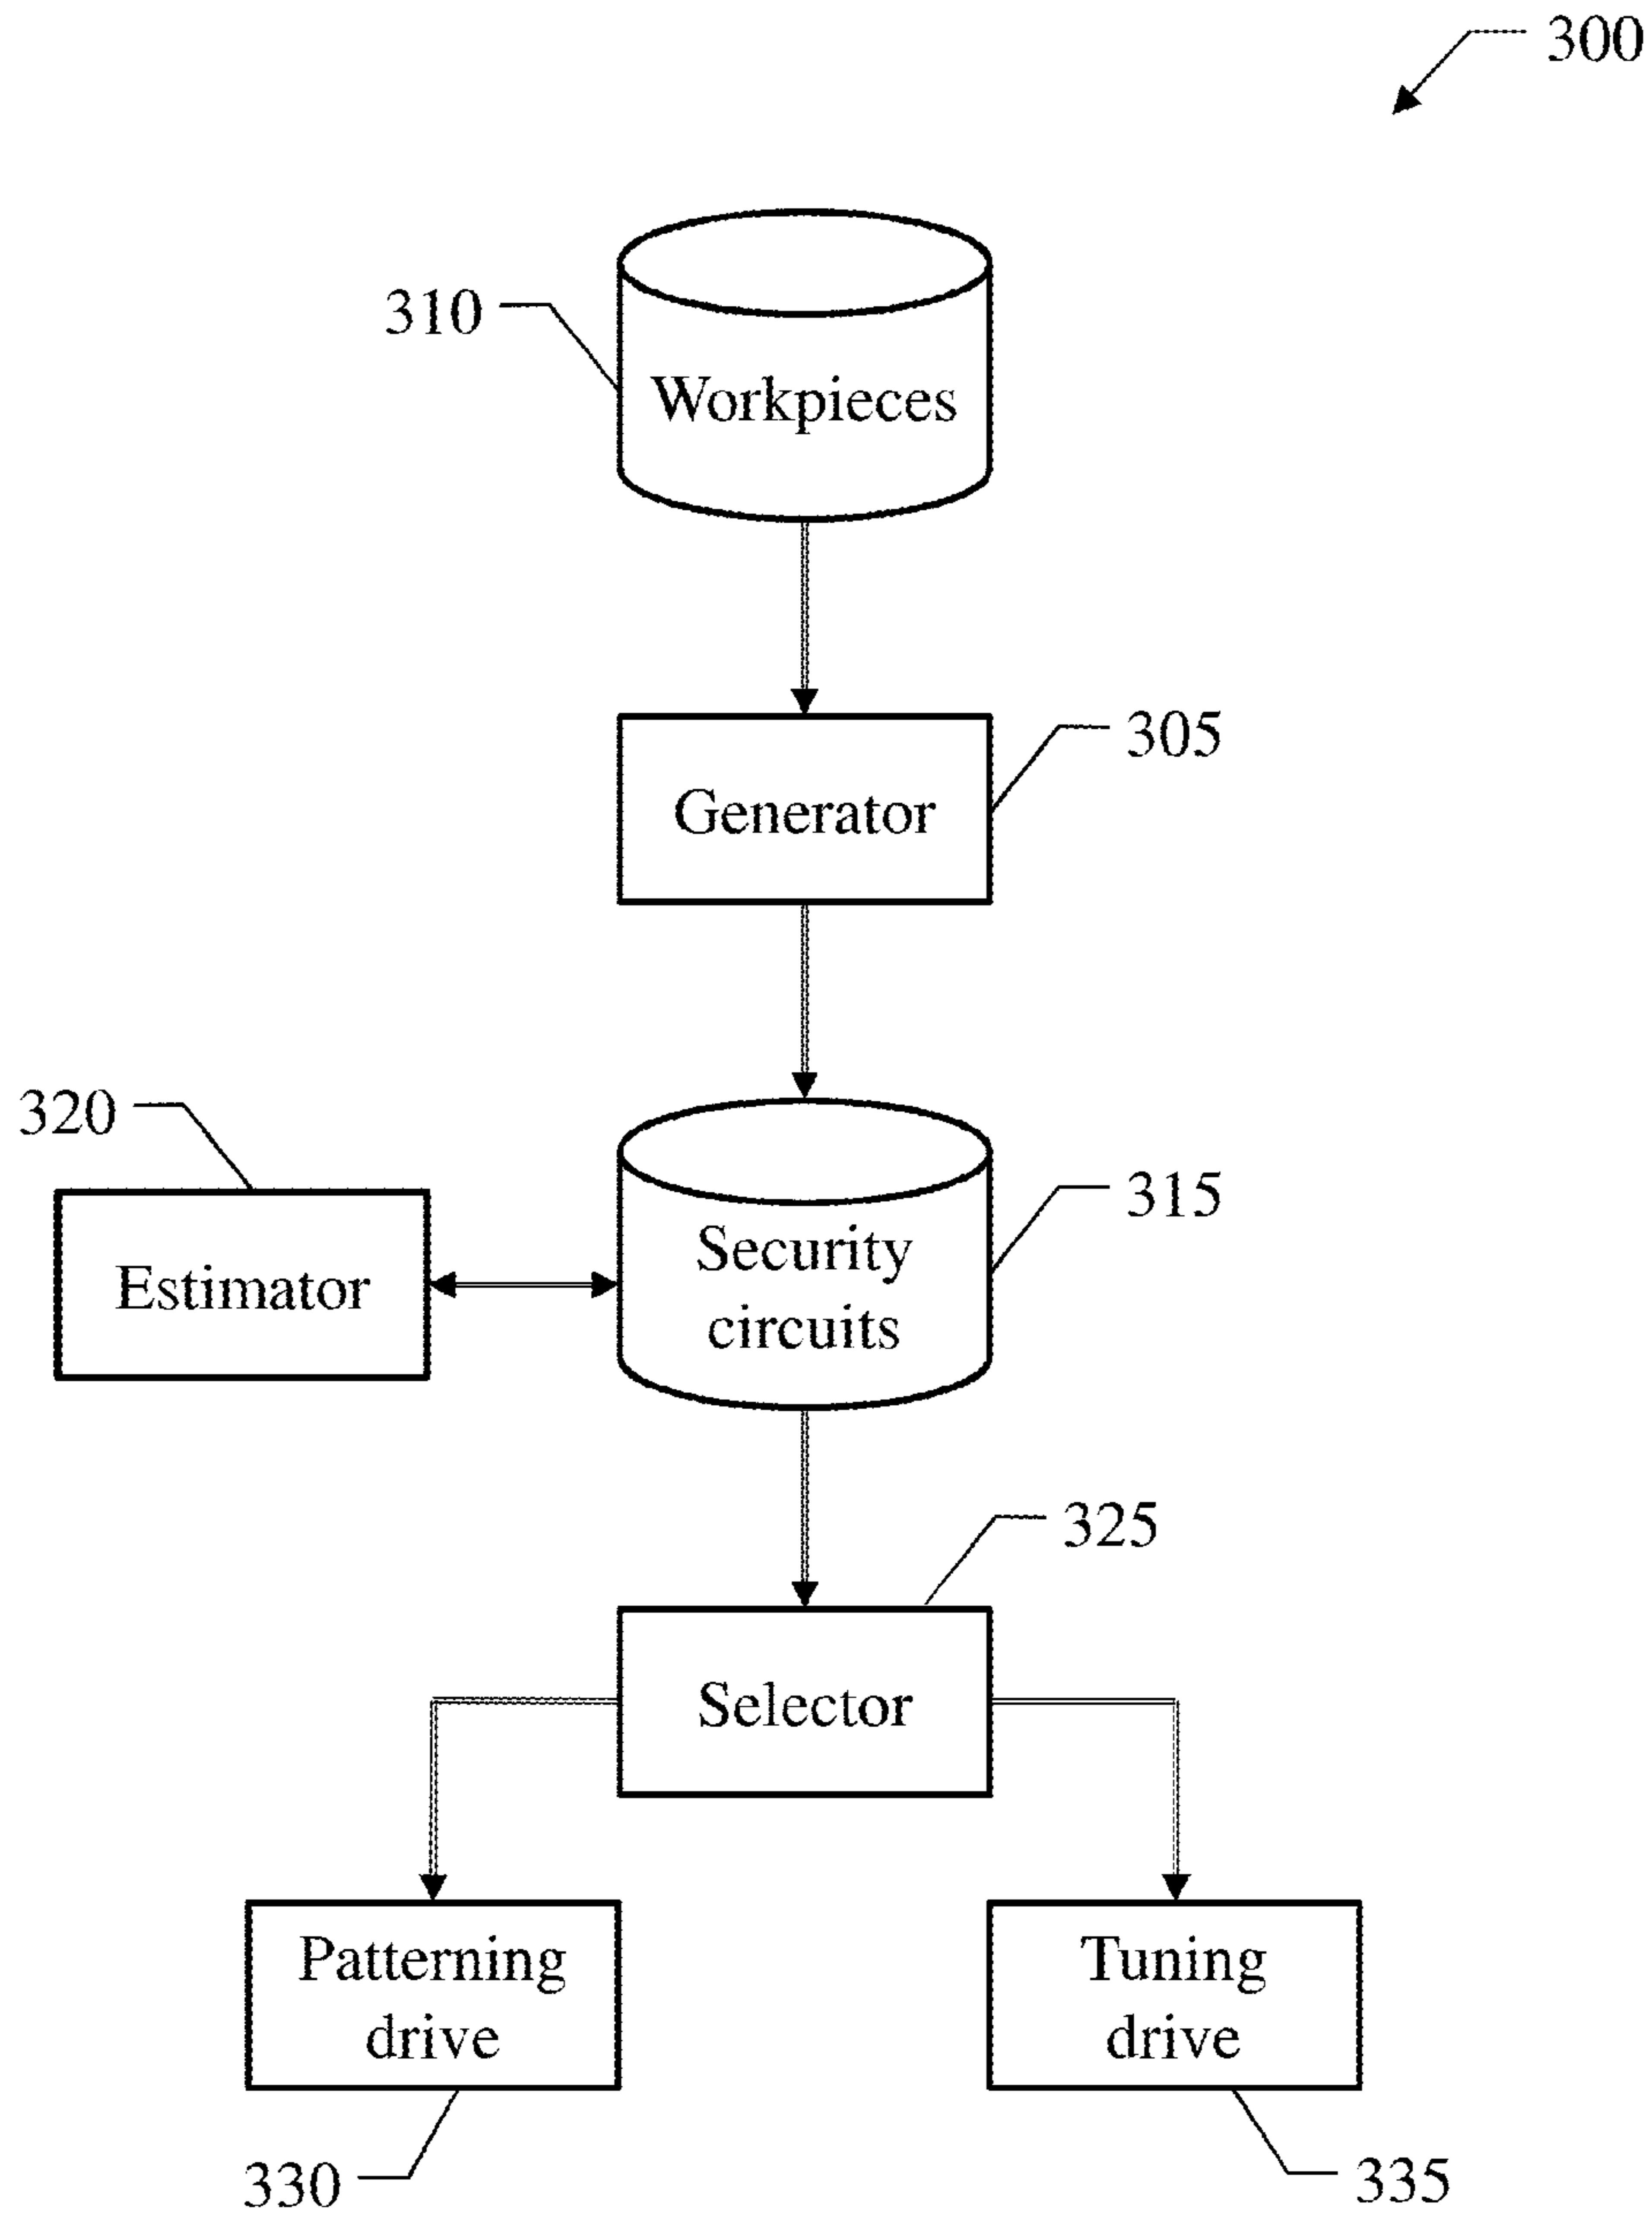 300
310
Workpieces
305
Generator
320
315
Security
circuits
Estimator
325
Selector
Patterning
drive
Tuning
drive
330
335